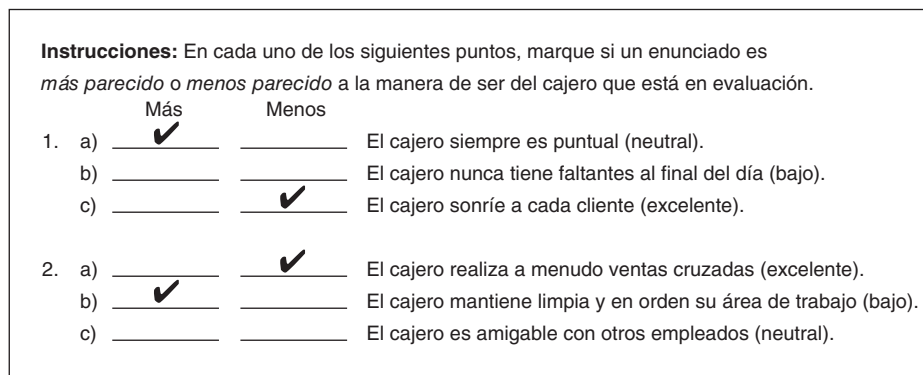 Instrucciones: En cada uno de los siguientes puntos, marque si un enunciado es
más parecido o menos parecido a la manera de ser del cajero que está en evaluación.
Más Menos
1. a) ✔ El cajero siempre es puntual (neutral).
b) El cajero nunca tiene faltantes al final del día (bajo).
c) ✔ El cajero sonríe a cada cliente (excelente).
2. a) ✔ El cajero realiza a menudo ventas cruzadas (excelente).
b) ✔ El cajero mantiene limpia y en orden su área de trabajo (bajo).
c) El cajero es amigable con otros empleados (neutral).